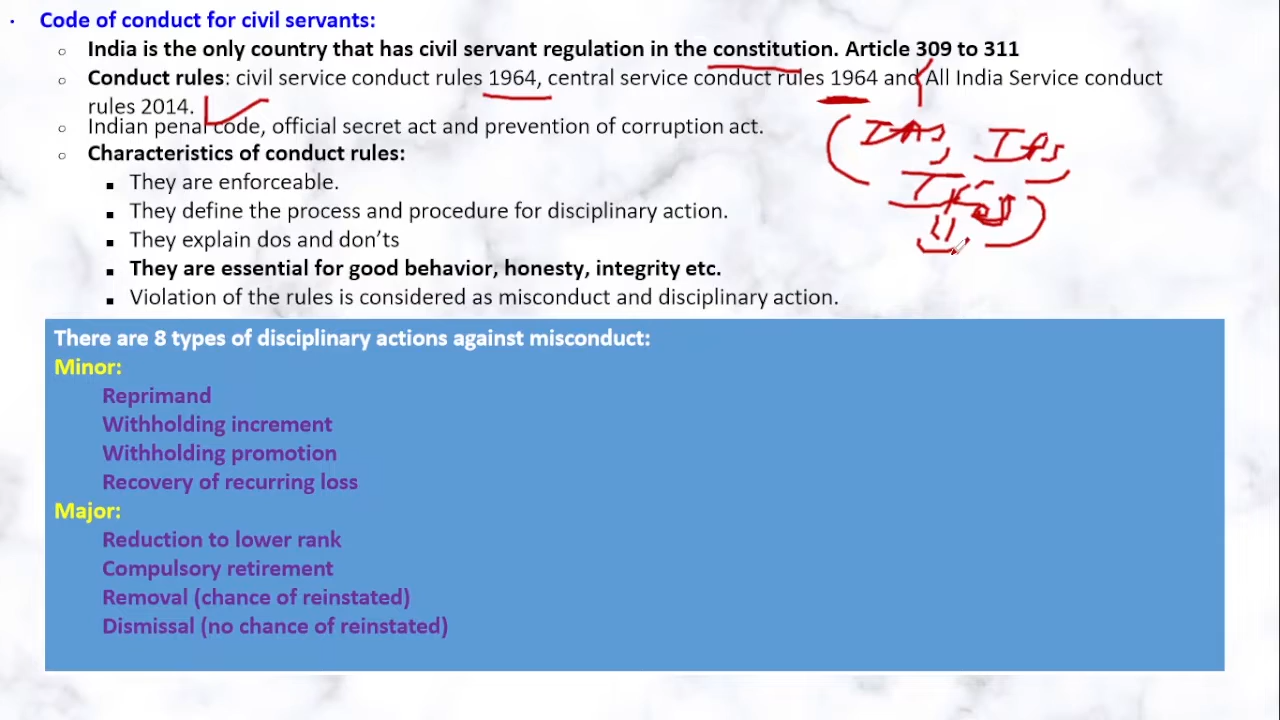 · Code of conduct for civil servants:
○ India is the only country that has civil servant regulation in the constitution. Article 309 to 311
○ Conduct rules: civil service conduct rules 1964, central service conduct rules 1964 and All India Service conduct
rules 2014.
○ Indian penal code, official secret act and prevention of corruption act.
○ Characteristics of conduct rules:
▪ They are enforceable.
▪ They define the process and procedure for disciplinary action.
▪ They explain dos and don'ts
▪ They are essential for good behavior, honesty, integrity etc.
▪ Violation of the rules is considered as misconduct and disciplinary action.
IAS, IPS
There are 8 types of disciplinary actions against misconduct:
Minor:
Reprimand
Withholding increment
Withholding promotion
Recovery of recurring loss
Major:
Reduction to lower rank
Compulsory retirement
Removal (chance of reinstated)
Dismissal (no chance of reinstated)